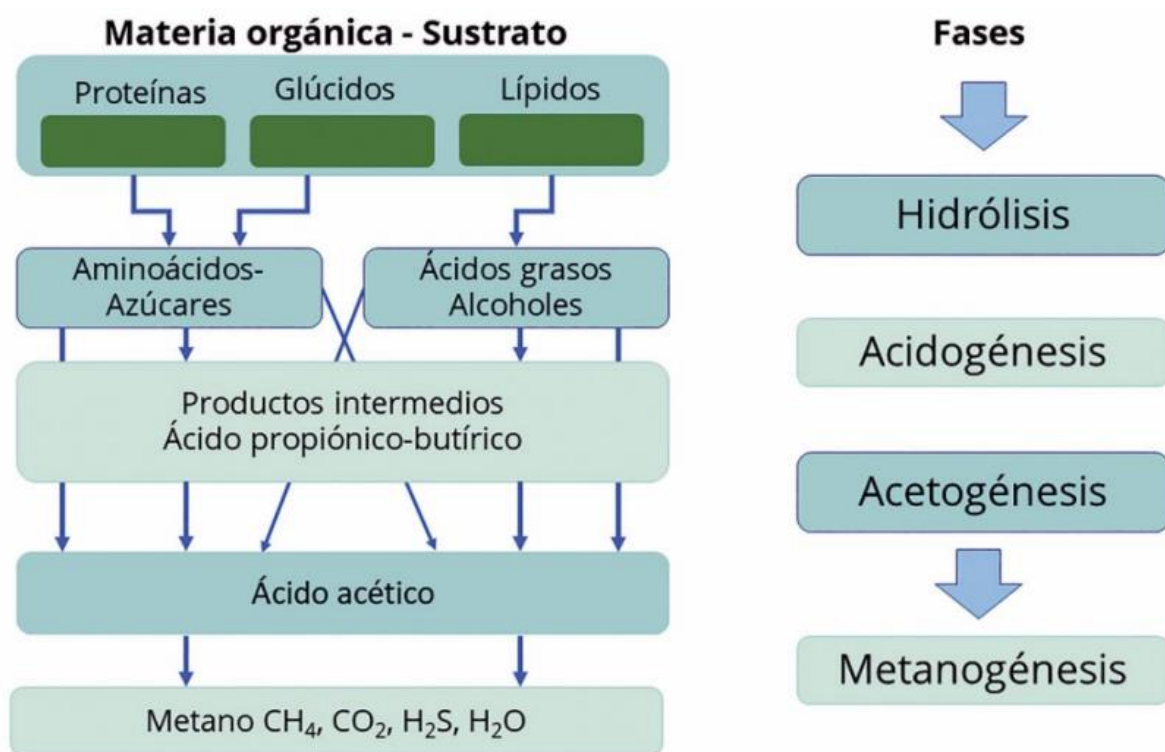 Materia orgánica - Sustrato
Proteínas
Glúcidos
Lípidos
Aminoácidos-
Azúcares
Ácidos grasos
Alcoholes
Productos intermedios
Ácido propiónico-butírico
Ácido acético
Metano CH₄, CO₂, H₂S, H₂O
Fases
Hidrólisis
Acidogénesis
Acetogénesis
Metanogénesis